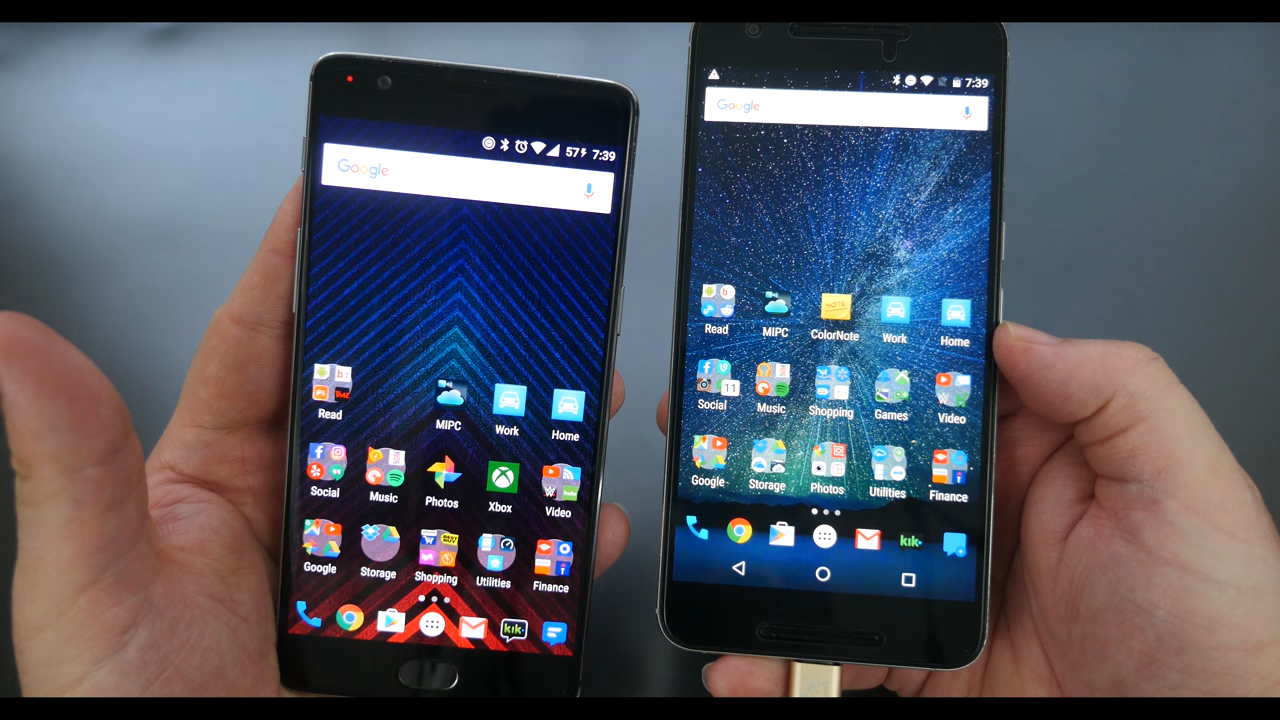 57 7:39
Google
Read MIPC Work Home
Social Music Photos Xbox Video
Google Storage Shopping Utilities Finance
kik
7:39
Google
Read MIPC ColorNote Work Home
NOTE
Social Music Shopping Games Video
11
Google Storage Photos Utilities Finance
kik